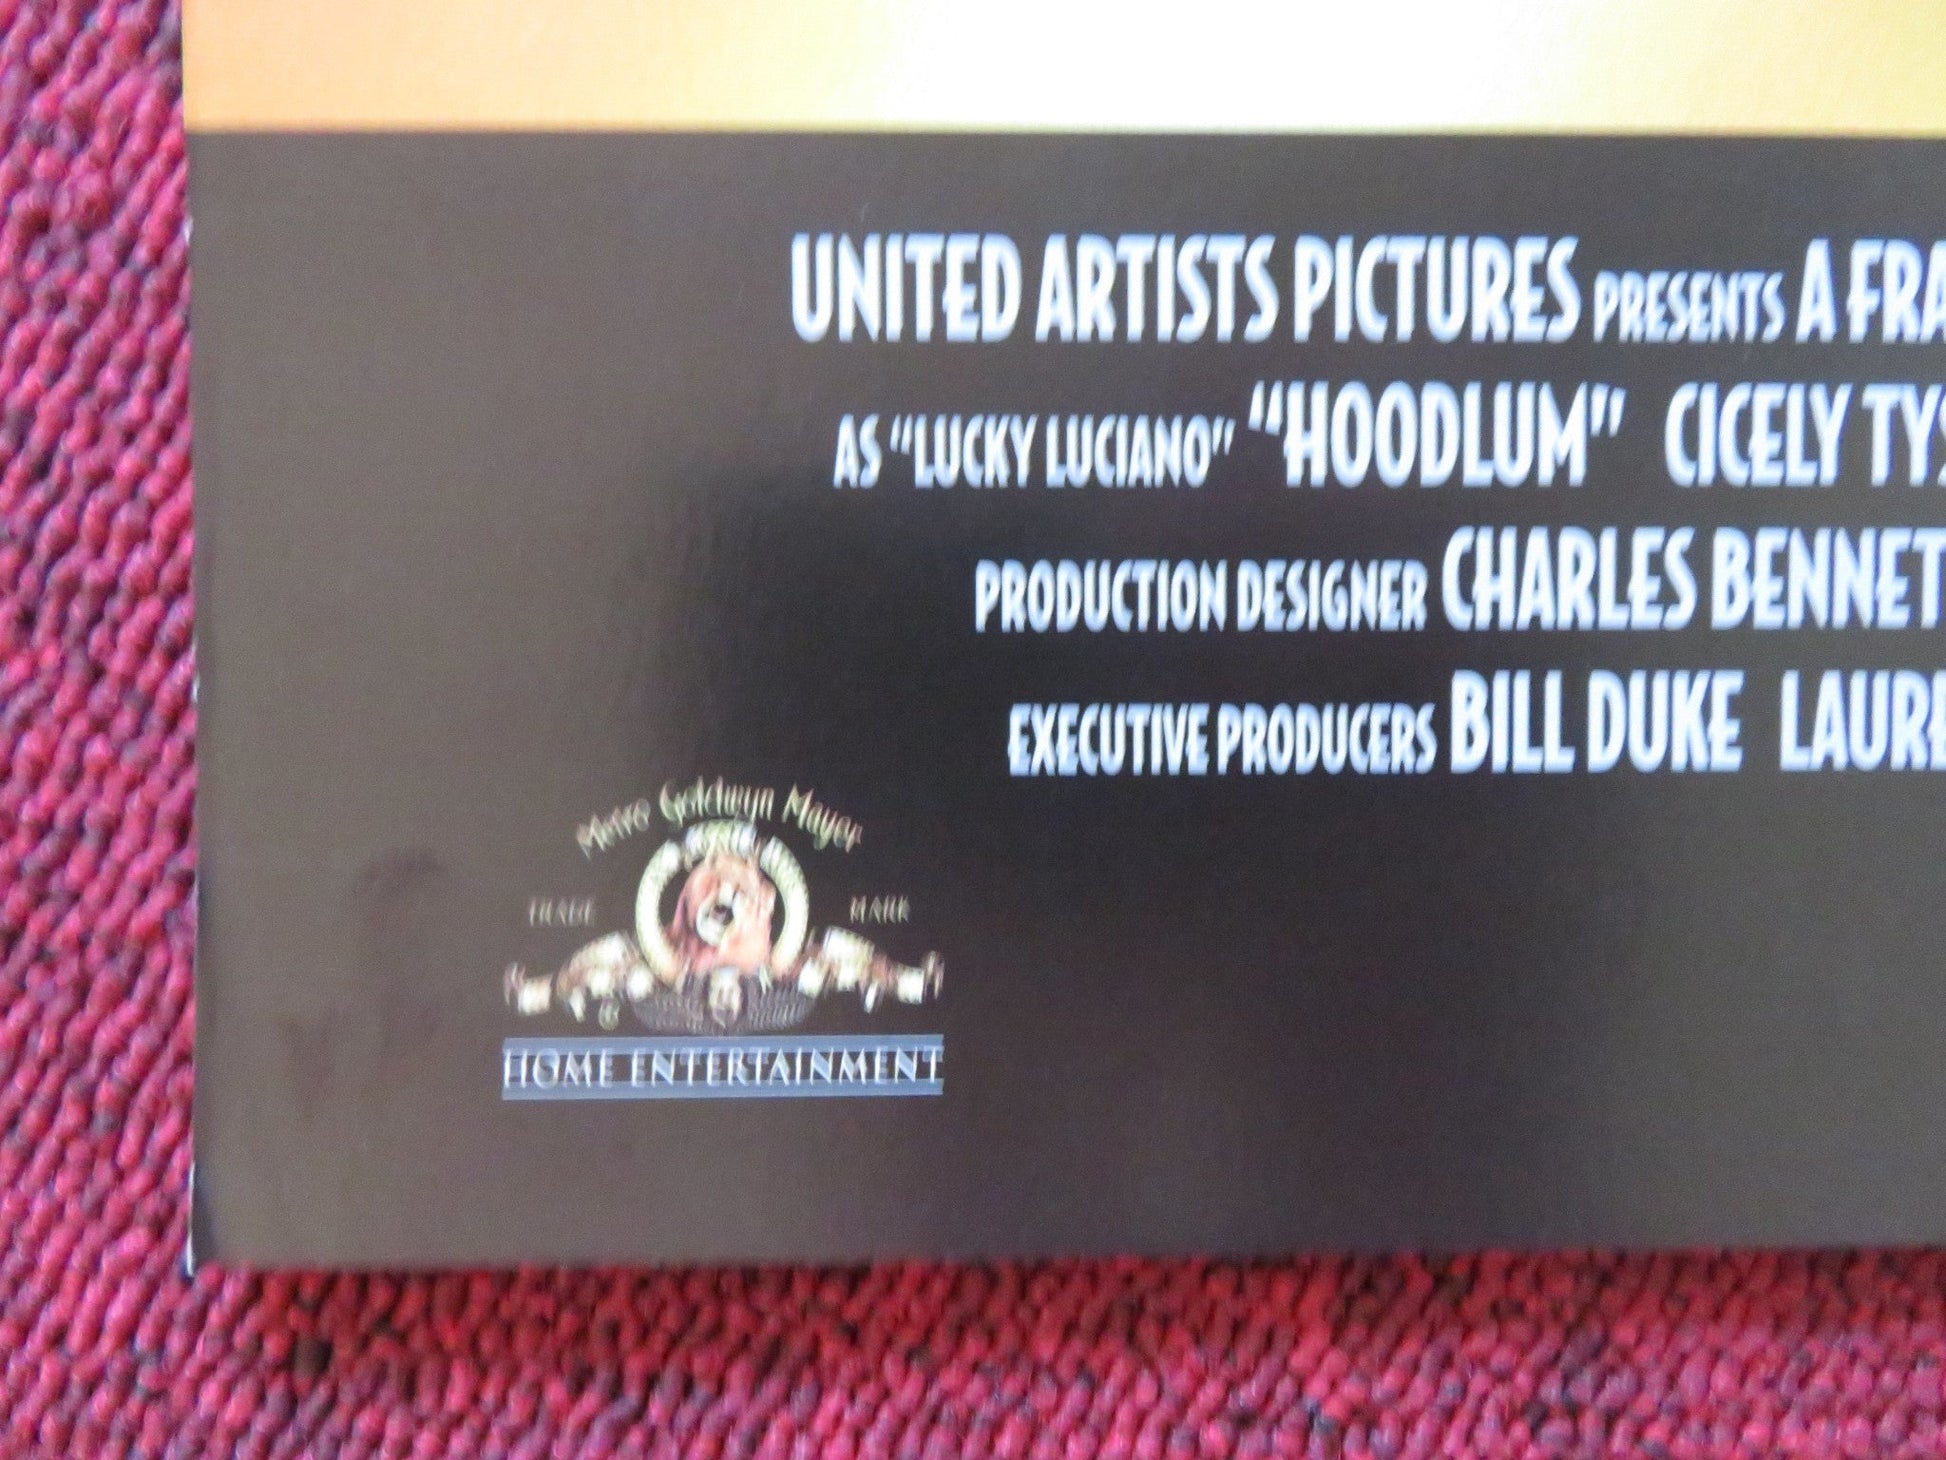 UNITED ARTISTS PICTURES PRESENTS A FRA
AS "LUCKY LUCIANO" "HOODLUM" CICELY TYS
PRODUCTION DESIGNER CHARLES BENNET
EXECUTIVE PRODUCERS BILL DUKE LAURE
Metro Goldwyn Mayer
TRADE MARK
HOME ENTERTAINMENT